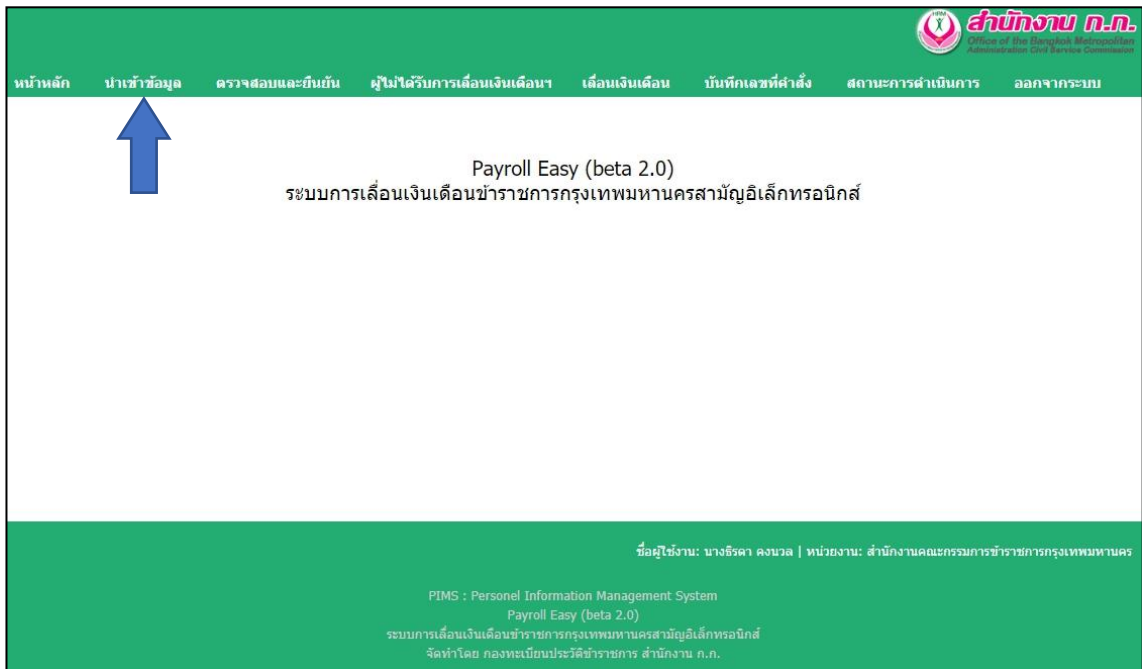 HRM
สำนักงาน ก.ก.
Office of the Bangkok Metropolitan
Administration Civil Service Commission
หน้าหลัก นำเข้าข้อมูล ตรวจสอบและยืนยัน ผู้ไม่ได้รับการเลื่อนเงินเดือนฯ เลื่อนเงินเดือน บันทึกเลขที่คำสั่ง สถานะการดำเนินการ ออกจากระบบ
Payroll Easy (beta 2.0)
ระบบการเลื่อนเงินเดือนข้าราชการกรุงเทพมหานครสามัญอิเล็กทรอนิกส์
ชื่อผู้ใช้งาน: นางธิรดา คงนวล | หน่วยงาน: สำนักงานคณะกรรมการข้าราชการกรุงเทพมหานคร
PIMS : Personel Information Management System
Payroll Easy (beta 2.0)
ระบบการเลื่อนเงินเดือนข้าราชการกรุงเทพมหานครสามัญอิเล็กทรอนิกส์
จัดทำโดย กองทะเบียนประวัติข้าราชการ สำนักงาน ก.ก.